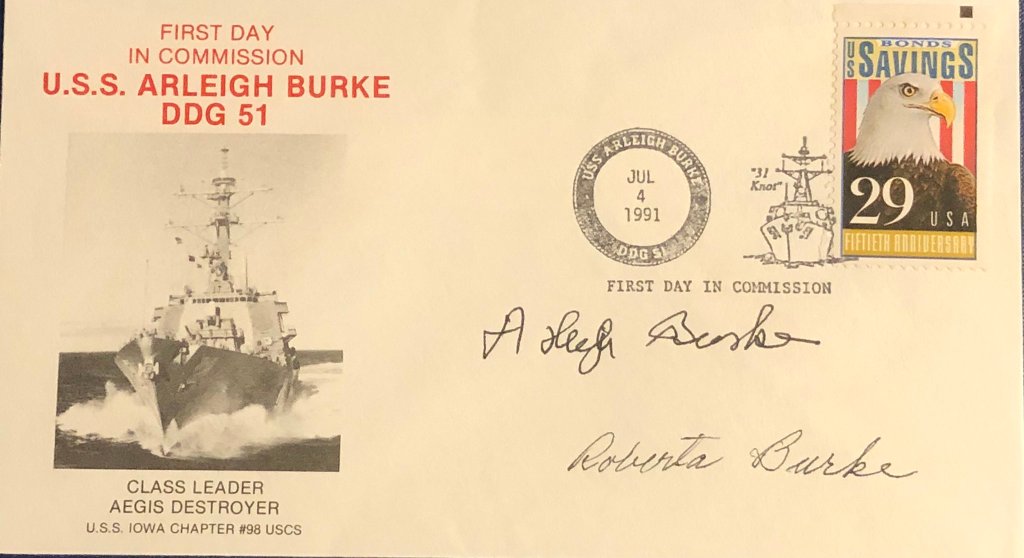 FIRST DAY
IN COMMISSION
U.S.S. ARLEIGH BURKE
DDG 51
CLASS LEADER
AEGIS DESTROYER
U.S.S. IOWA CHAPTER #98 USCS
USS ARLEIGH BURKE
JUL
4
1991
DDG 51
"31
Knot"
FIRST DAY IN COMMISSION
BONDS
US SAVINGS
29 USA
FIFTIETH ANNIVERSARY
Arleigh Burke
Roberta Burke